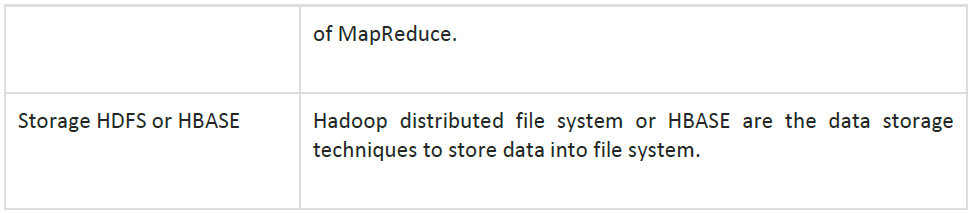 of MapReduce.
Storage HDFS or HBASE
Hadoop distributed file system or HBASE are the data storage
techniques to store data into file system.